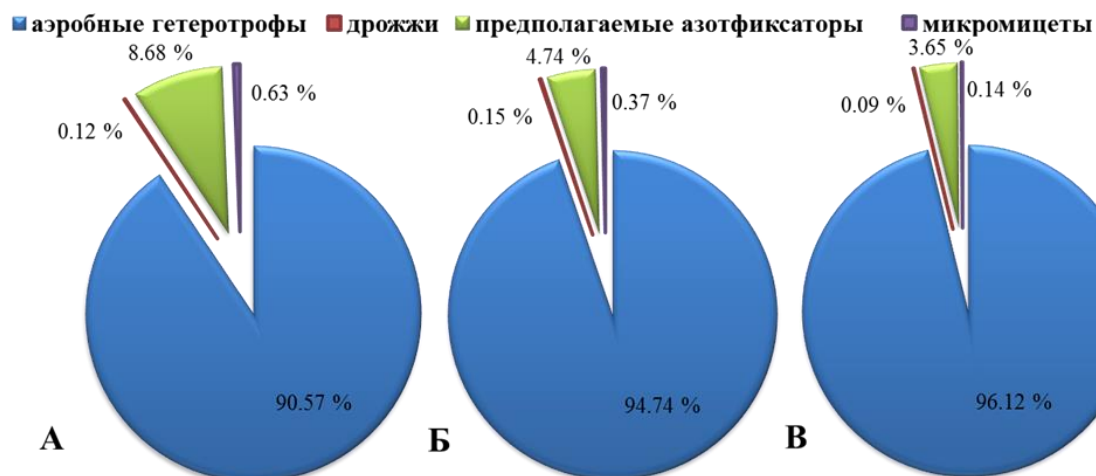 аэробные гетеротрофы дрожжи предполагаемые азотфиксаторы микромицеты
8.68 % 4.74 % 3.65 %
0.12 % 0.63 % 0.15 % 0.37 % 0.09 % 0.14 %
90.57 % 94.74 % 96.12 %
А Б В